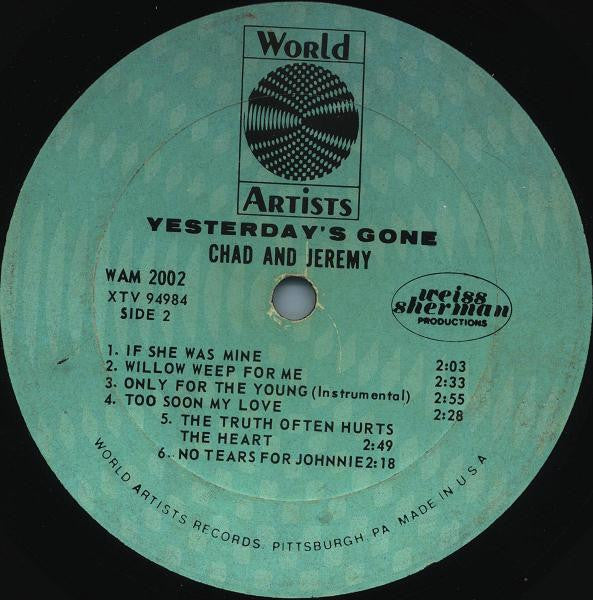 World
Artists
YESTERDAY'S GONE
CHAD AND JEREMY
WAM 2002
XTV 94984
SIDE 2
weiss
sherman
PRODUCTIONS
1. IF SHE WAS MINE 2:03
2. WILLOW WEEP FOR ME 2:33
3. ONLY FOR THE YOUNG (Instrumental) 2:55
4. TOO SOON MY LOVE 2:28
5. THE TRUTH OFTEN HURTS
THE HEART 2:49
6. NO TEARS FOR JOHNNIE 2:18
WORLD ARTISTS RECORDS. PITTSBURGH, PA MADE IN U S A